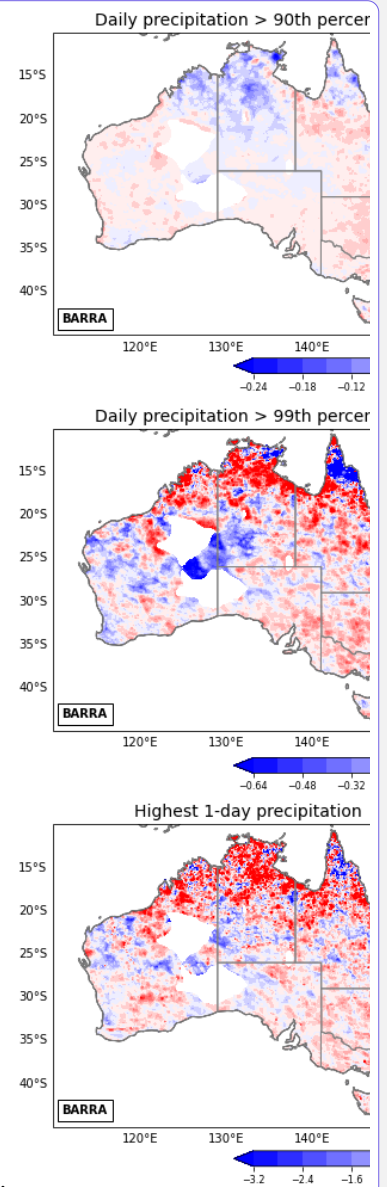 Daily precipitation > 90th percer
15°S
20°S
25°S
30°S
35°S
40°S
BARRA
120°E 130°E 140°E
−0.24 −0.18 −0.12
Daily precipitation > 99th percer
15°S
20°S
25°S
30°S
35°S
40°S
BARRA
120°E 130°E 140°E
−0.64 −0.48 −0.32
Highest 1-day precipitation
15°S
20°S
25°S
30°S
35°S
40°S
BARRA
120°E 130°E 140°E
−3.2 −2.4 −1.6